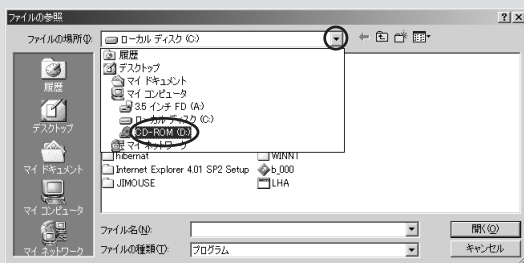 ファイルの参照
ファイルの場所(I):
ローカル ディスク (C:)
履歴
デスクトップ
マイ ドキュメント
マイ コンピュータ
3.5 インチ FD (A:)
ローカル ディスク (C:)
CD-ROM (D:)
マイ ネットワーク
hibernat
WINNT
Internet Explorer 4.01 SP2 Setup
b_000
JIMOUSE
LHA
履歴
デスクトップ
マイ ドキュメント
マイ コンピュータ
マイ ネットワーク
ファイル名(N):
開く(O)
ファイルの種類(T):
プログラム
キャンセル